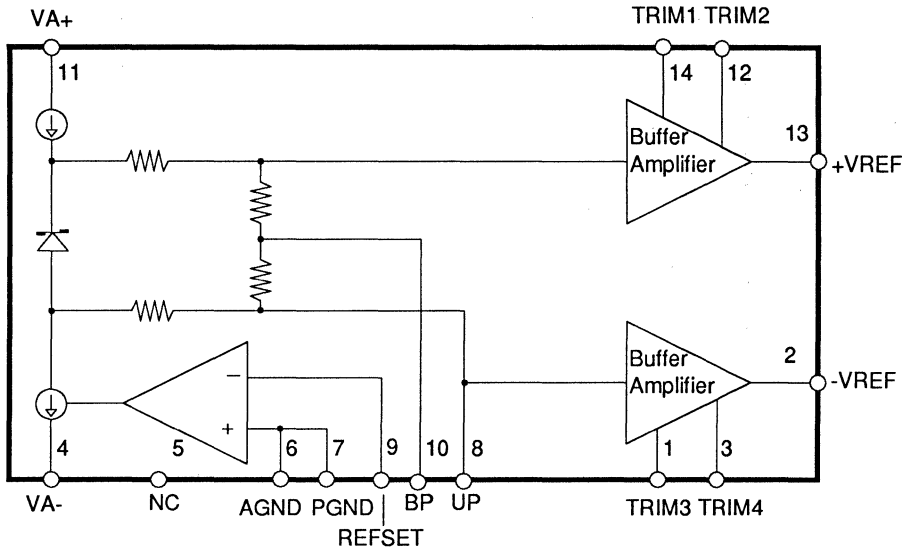 VA+
TRIM1 TRIM2
11
14
12
13
Buffer
Amplifier
+VREF
Buffer
Amplifier
2
-VREF
−
+
4
5
6
7
9
10
8
1
3
VA-
NC
AGND PGND
BP
UP
TRIM3 TRIM4
REFSET